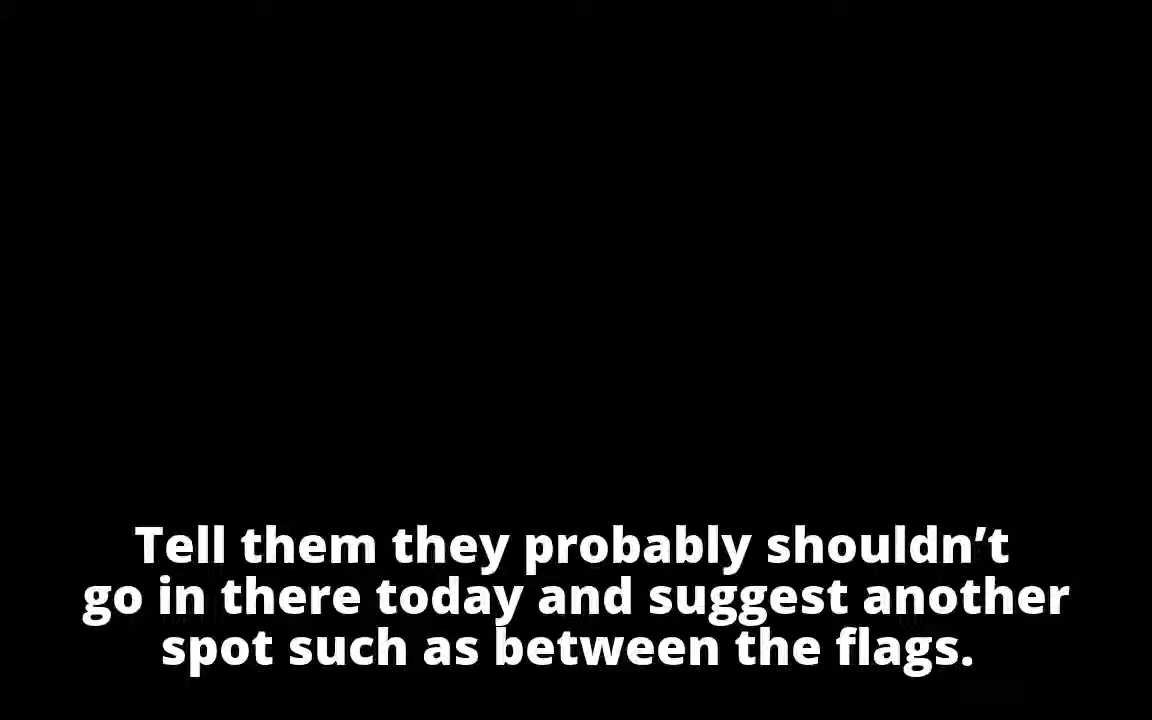 Tell them they probably shouldn’t
go in there today and suggest another
spot such as between the flags.